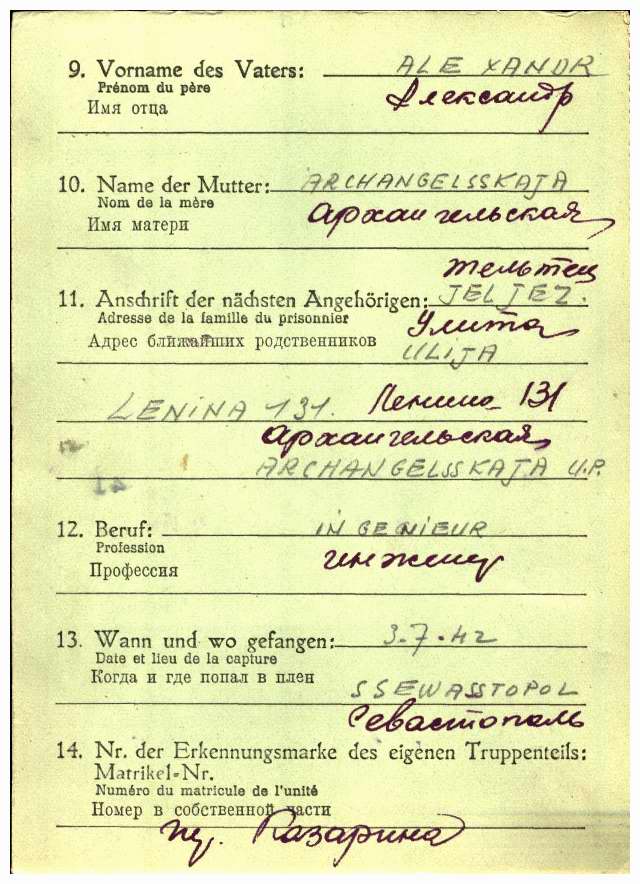 9. Vorname des Vaters: ALEXANDR
Prénom du père
Александр
Имя отца
10. Name der Mutter: ARCHANGELSSKAJA
Nom de la mère
Архангельская
Имя матери
жельтец
11. Anschrift der nächsten Angehörigen: JELJEZ.
Adresse de la famille du prisonnier
Улита
Адрес ближайших родственников
ULIJA
LENINA 131. Ленина 131
Архангельская
ARCHANGELSSKAJA U.P.
12. Beruf: INGENIEUR
Profession
инженер
Профессия
13. Wann und wo gefangen: 3.7.42
Date et lieu de la capture
Когда и где попал в плен
SSEWASSTOPOL
Севастополь
14. Nr. der Erkennungsmarke des eigenen Truppenteils:
Matrikel-Nr.
Numéro du matricule de l'unité
Номер в собственной части